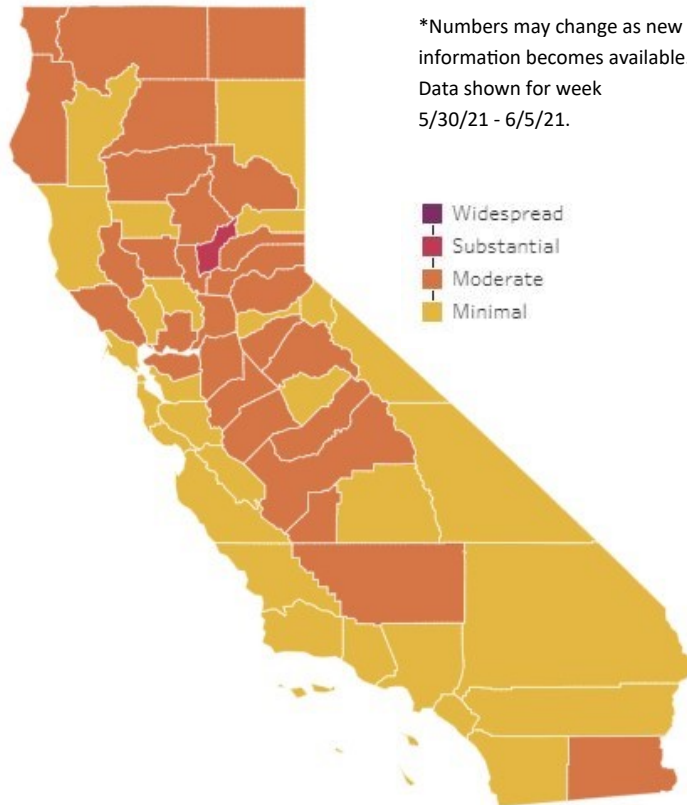 *Numbers may change as new
information becomes available.
Data shown for week
5/30/21 - 6/5/21.
Widespread
Substantial
Moderate
Minimal